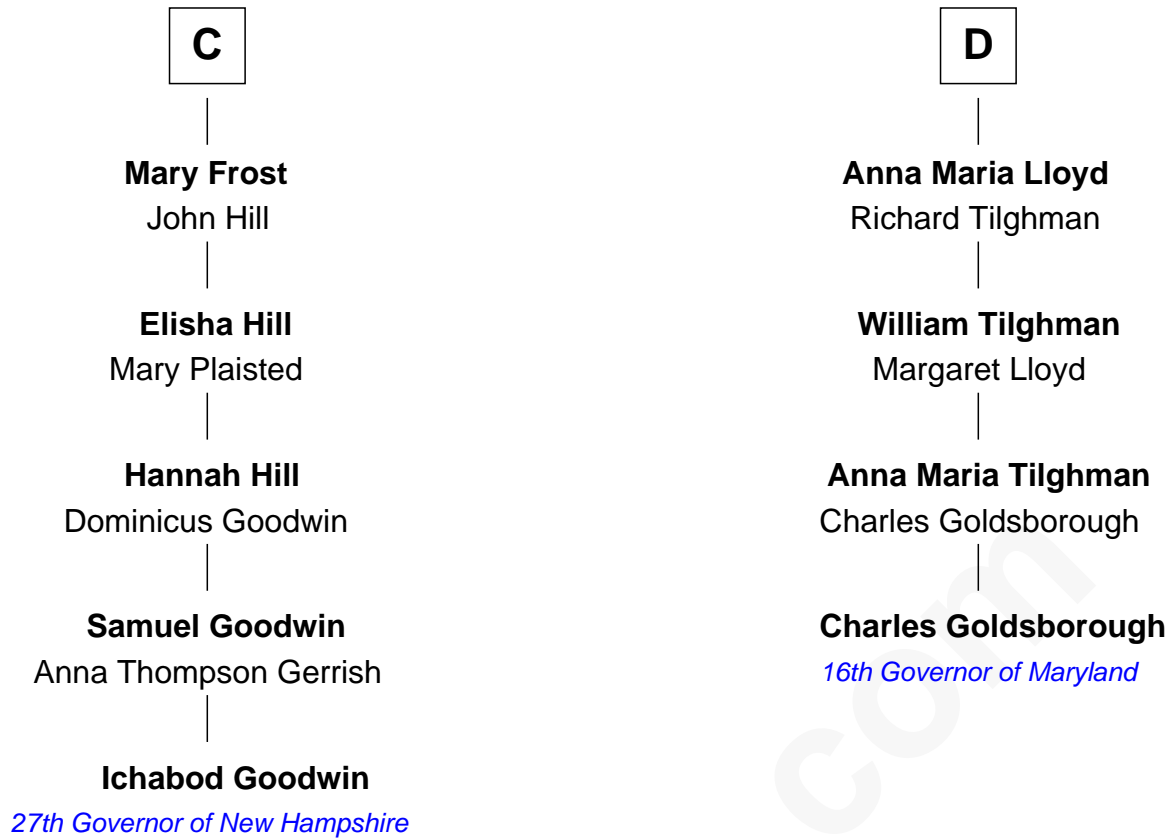 C
Mary Frost
John Hill
Elisha Hill
Mary Plaisted
Hannah Hill
Dominicus Goodwin
Samuel Goodwin
Anna Thompson Gerrish
Ichabod Goodwin
27th Governor of New Hampshire
D
Anna Maria Lloyd
Richard Tilghman
William Tilghman
Margaret Lloyd
Anna Maria Tilghman
Charles Goldsborough
Charles Goldsborough
16th Governor of Maryland
com